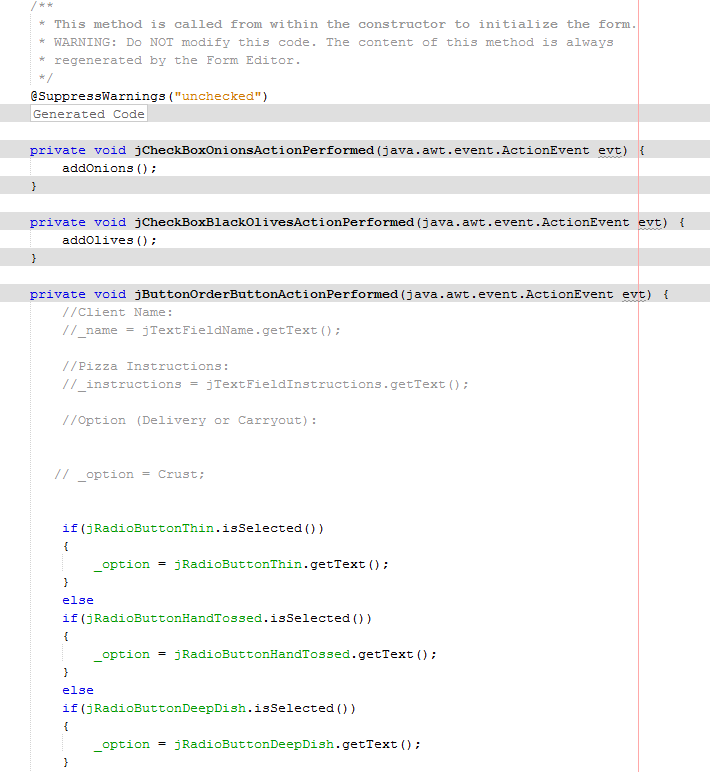 /**
 * This method is called from within the constructor to initialize the form.
 * WARNING: Do NOT modify this code. The content of this method is always
 * regenerated by the Form Editor.
 */
@SuppressWarnings("unchecked")
Generated Code
private void jCheckBoxOnionsActionPerformed(java.awt.event.ActionEvent evt) {
    addOnions();
}
private void jCheckBoxBlackOlivesActionPerformed(java.awt.event.ActionEvent evt) {
    addOlives();
}
private void jButtonOrderButtonActionPerformed(java.awt.event.ActionEvent evt) {
    //Client Name:
    //_name = jTextFieldName.getText();
    //Pizza Instructions:
    //_instructions = jTextFieldInstructions.getText();
    //Option (Delivery or Carryout):
   // _option = Crust;
    if(jRadioButtonThin.isSelected())
    {
        _option = jRadioButtonThin.getText();
    }
    else
    if(jRadioButtonHandTossed.isSelected())
    {
        _option = jRadioButtonHandTossed.getText();
    }
    else
    if(jRadioButtonDeepDish.isSelected())
    {
        _option = jRadioButtonDeepDish.getText();
    }